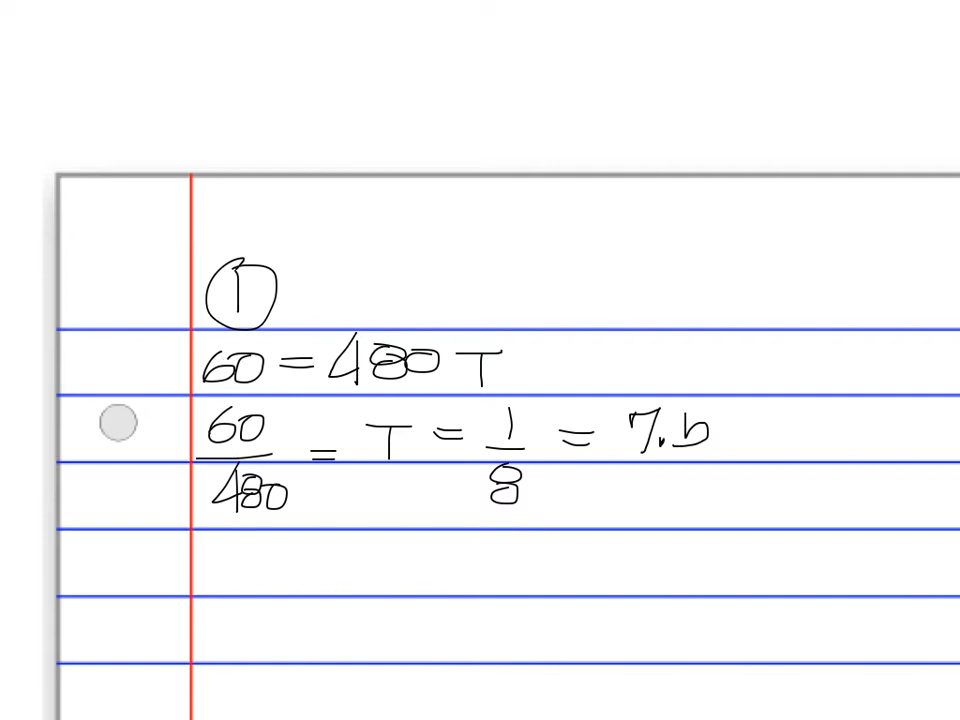 ①
60 = 480 T
60/480 = T = 1/8 = 7.5